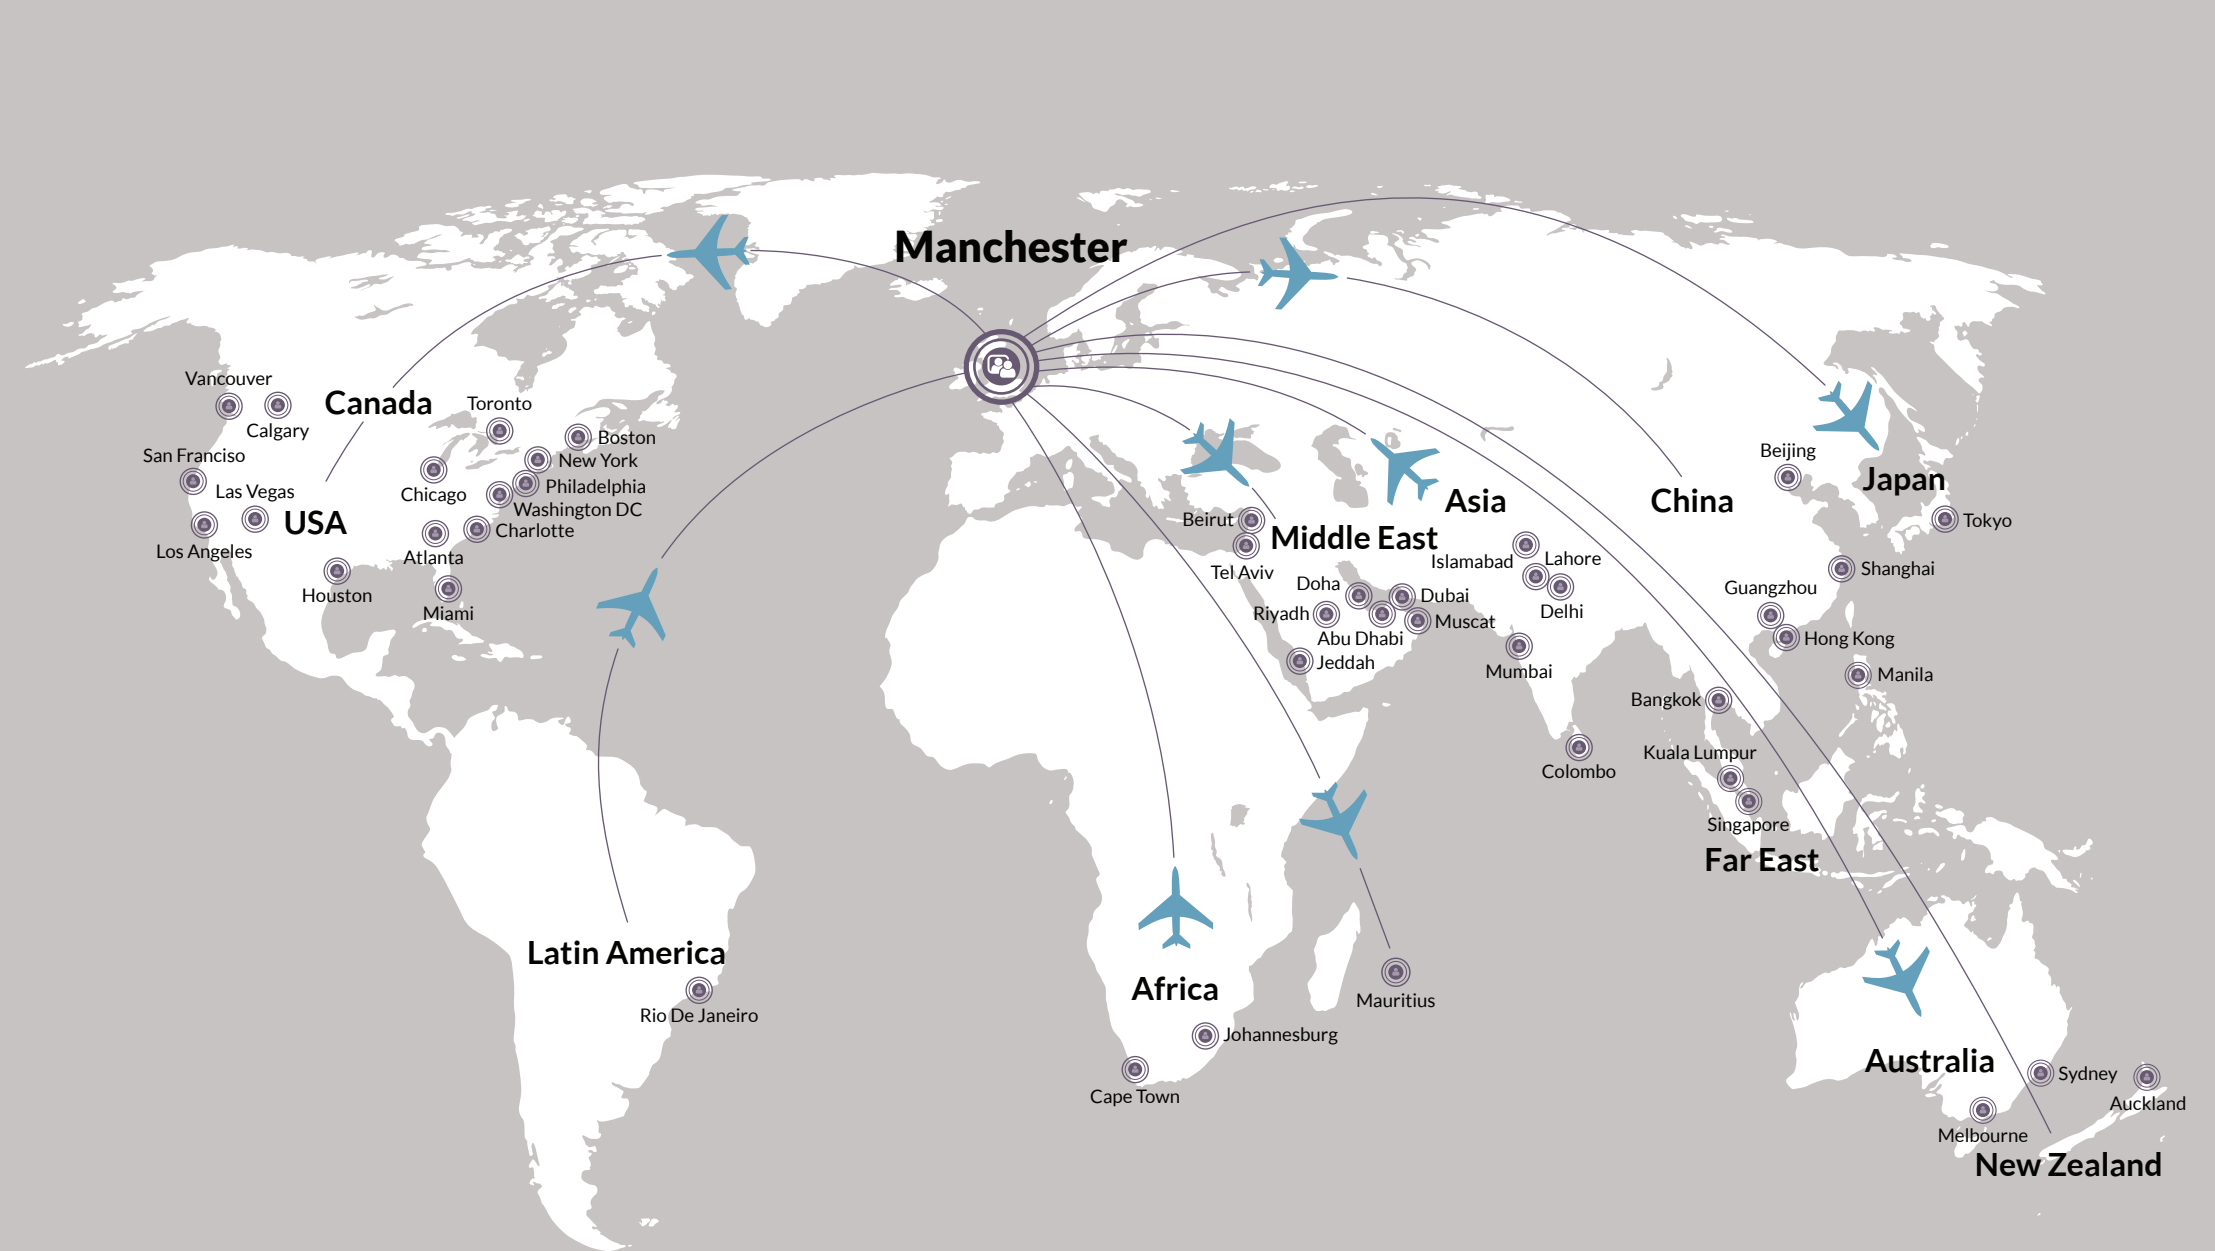 Manchester
Vancouver
Canada
Toronto
Calgary
Boston
San Franciso
New York
Las Vegas
Chicago
Philadelphia
Washington DC
USA
Charlotte
Los Angeles
Atlanta
Houston
Miami
Latin America
Rio De Janeiro
Beirut
Middle East
Tel Aviv
Asia
Islamabad
Lahore
Doha
Dubai
Delhi
Riyadh
Muscat
Abu Dhabi
Jeddah
Mumbai
Colombo
China
Beijing
Japan
Tokyo
Shanghai
Guangzhou
Hong Kong
Manila
Bangkok
Kuala Lumpur
Singapore
Far East
Africa
Mauritius
Johannesburg
Cape Town
Australia
Sydney
Auckland
Melbourne
New Zealand